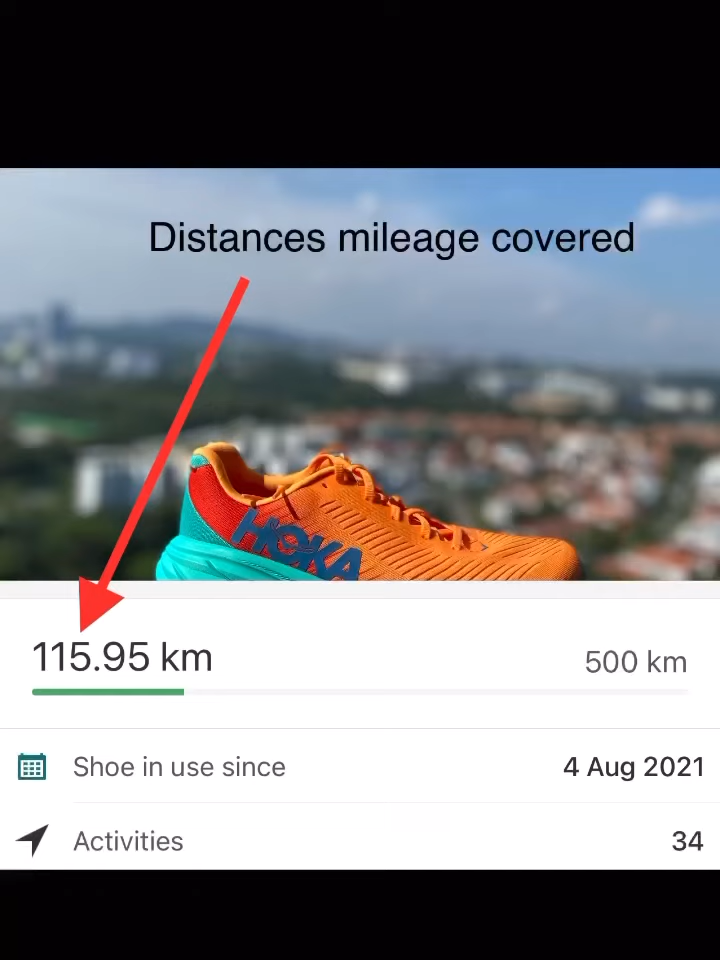 Distances mileage covered
HOKA
115.95 km
500 km
Shoe in use since
4 Aug 2021
Activities
34